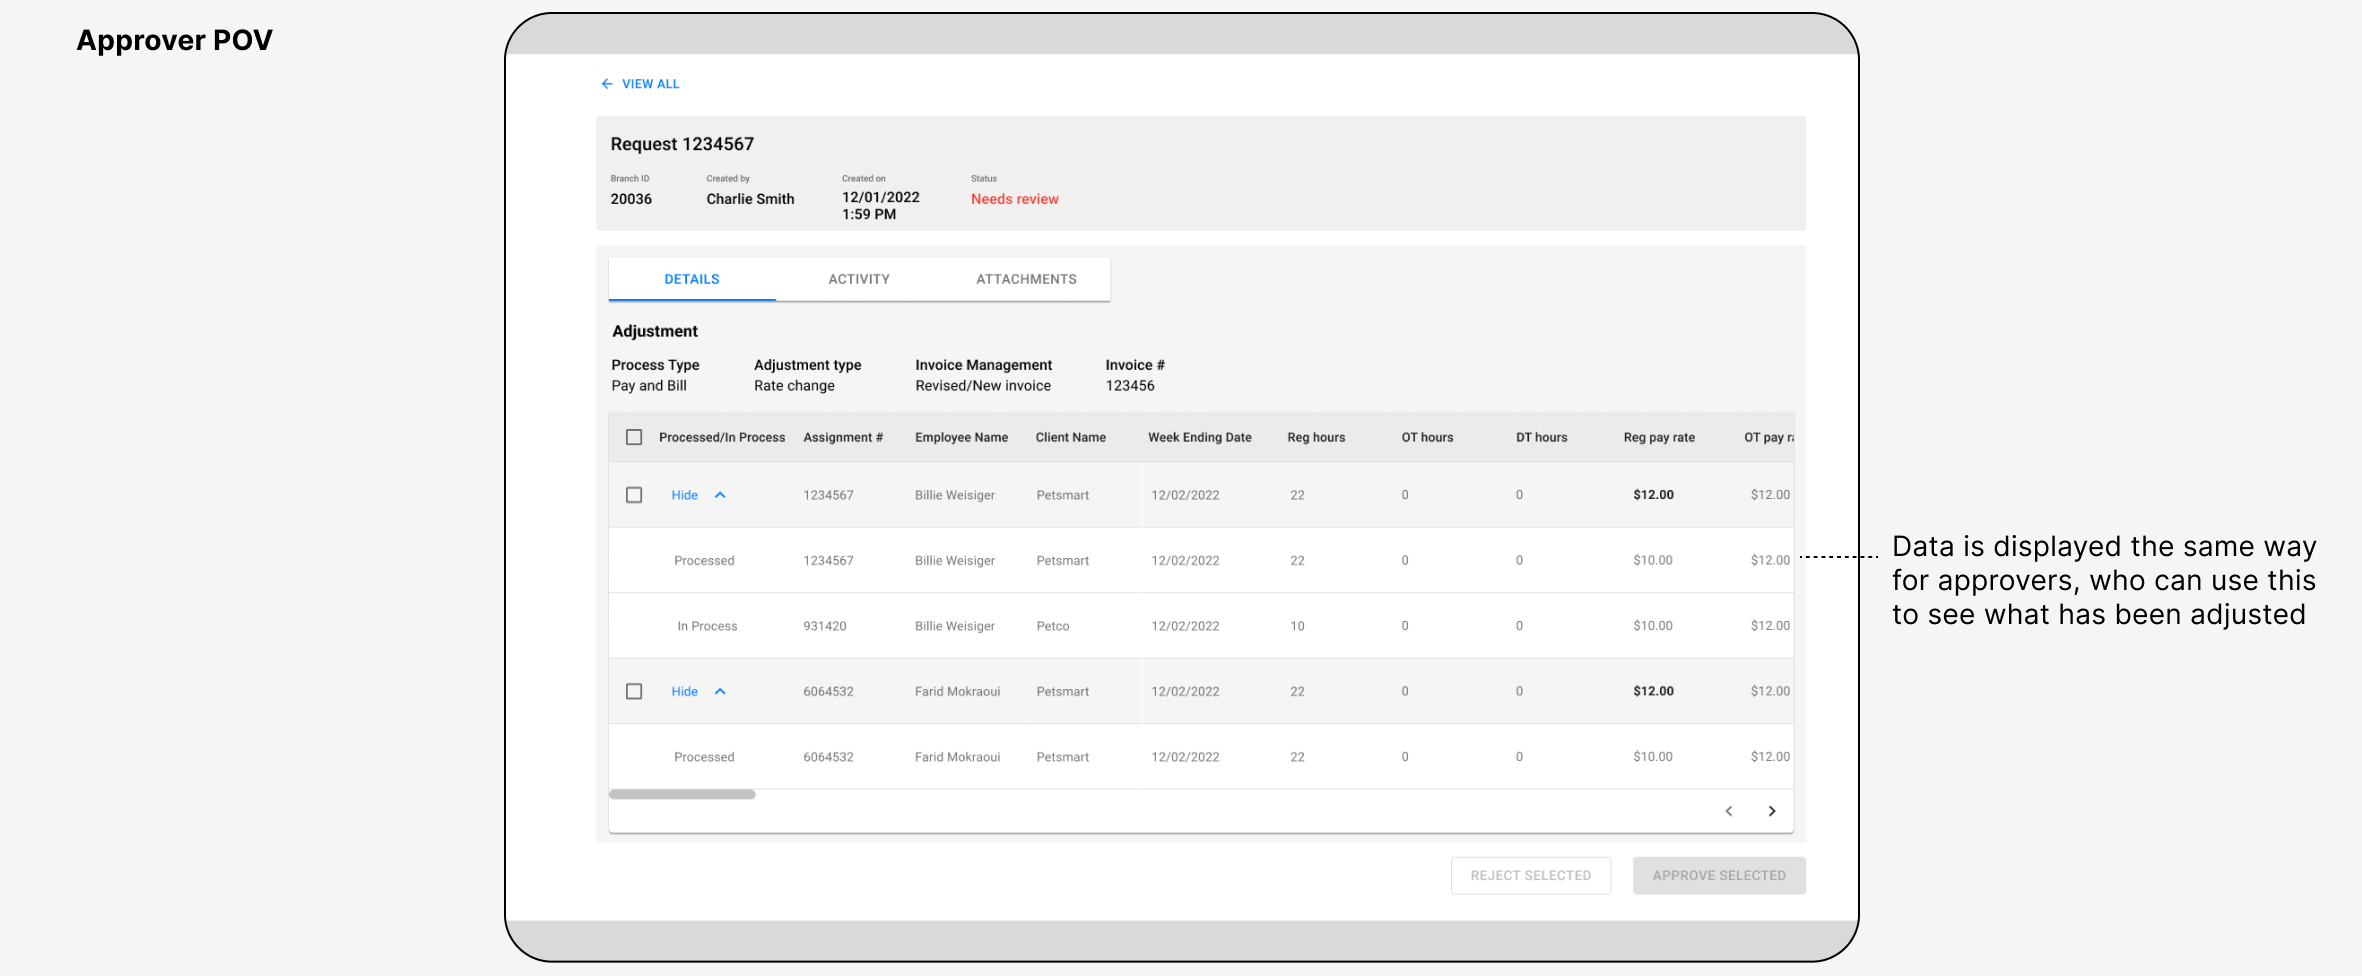 Approver POV
VIEW ALL
Request 1234567
Branch ID Created by Created on Status
20036 Charlie Smith 12/01/2022 Needs review
1:59 PM
DETAILS ACTIVITY ATTACHMENTS
Adjustment
Process Type Adjustment type Invoice Management Invoice #
Pay and Bill Rate change Revised/New invoice 123456
Processed/In Process Assignment # Employee Name Client Name Week Ending Date Reg hours OT hours DT hours Reg pay rate OT pay ra
Hide 1234567 Billie Weisiger Petsmart 12/02/2022 22 0 0 $12.00 $12.00
Processed 1234567 Billie Weisiger Petsmart 12/02/2022 22 0 0 $10.00 $12.00
In Process 931420 Billie Weisiger Petco 12/02/2022 10 0 0 $10.00 $12.00
Hide 6064532 Farid Mokraoui Petsmart 12/02/2022 22 0 0 $12.00 $12.00
Processed 6064532 Farid Mokraoui Petsmart 12/02/2022 22 0 0 $10.00 $12.00
REJECT SELECTED APPROVE SELECTED
Data is displayed the same way
for approvers, who can use this
to see what has been adjusted